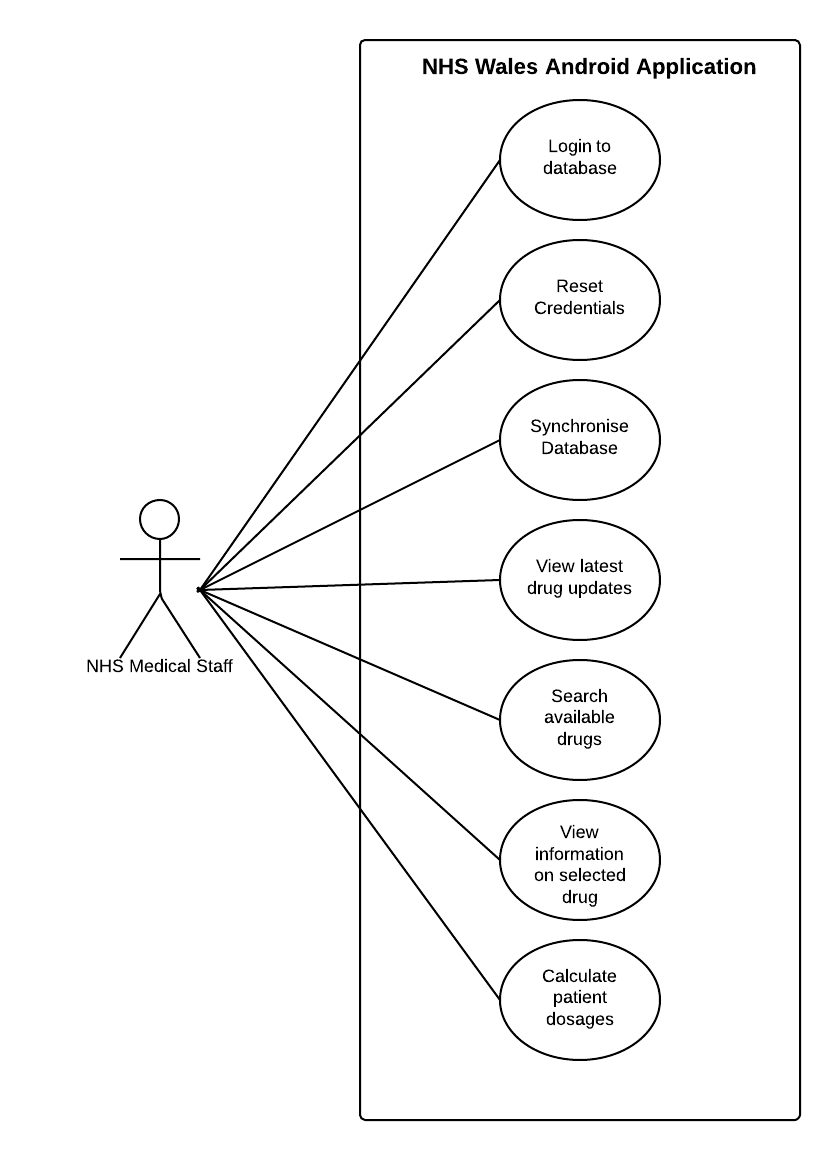 NHS Wales Android Application
Login to
database
Reset
Credentials
Synchronise
Database
View latest
drug updates
NHS Medical Staff
Search
available
drugs
View
information
on selected
drug
Calculate
patient
dosages